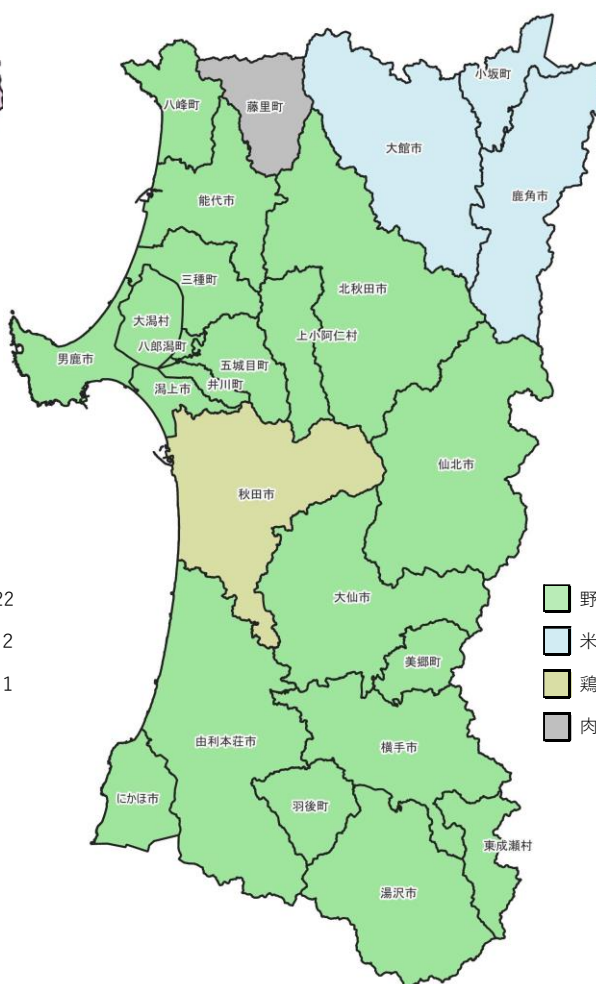 小坂町
八峰町
藤里町
大館市
鹿角市
能代市
三種町
北秋田市
大潟村
上小阿仁村
八郎潟町
男鹿市
五城目町
潟上市
井川町
仙北市
秋田市
大仙市
美郷町
由利本荘市
横手市
にかほ市
羽後町
東成瀬村
湯沢市
22
2
1
野
米
鶏
肉